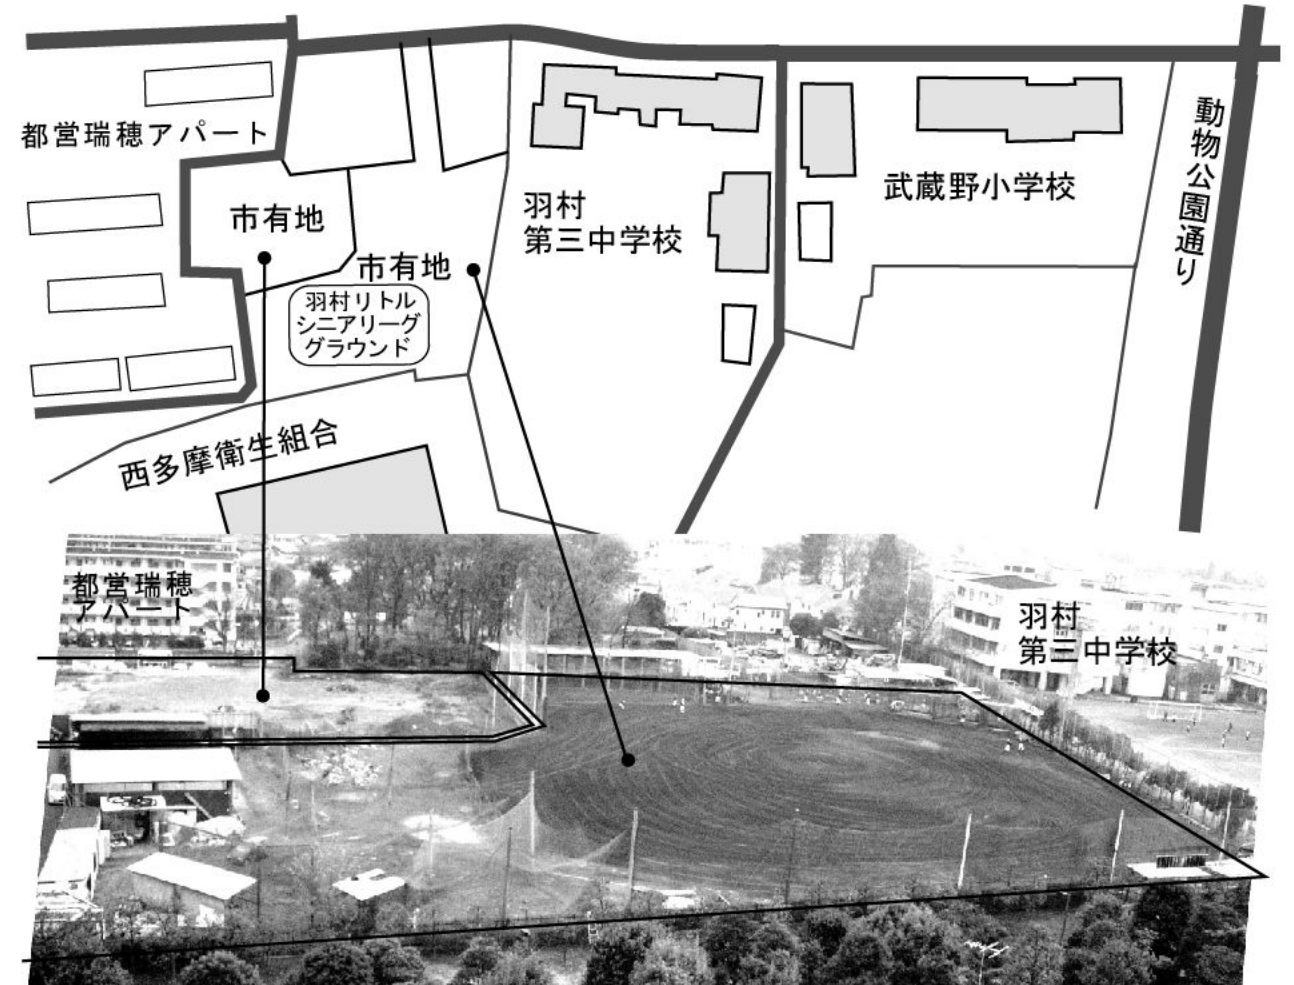 都営瑞穂アパート
市有地
市有地
羽村リトル
シニアリーグ
グラウンド
羽村
第三中学校
武蔵野小学校
動物公園通り
西多摩衛生組合
都営瑞穂
アパート
羽村
第三中学校